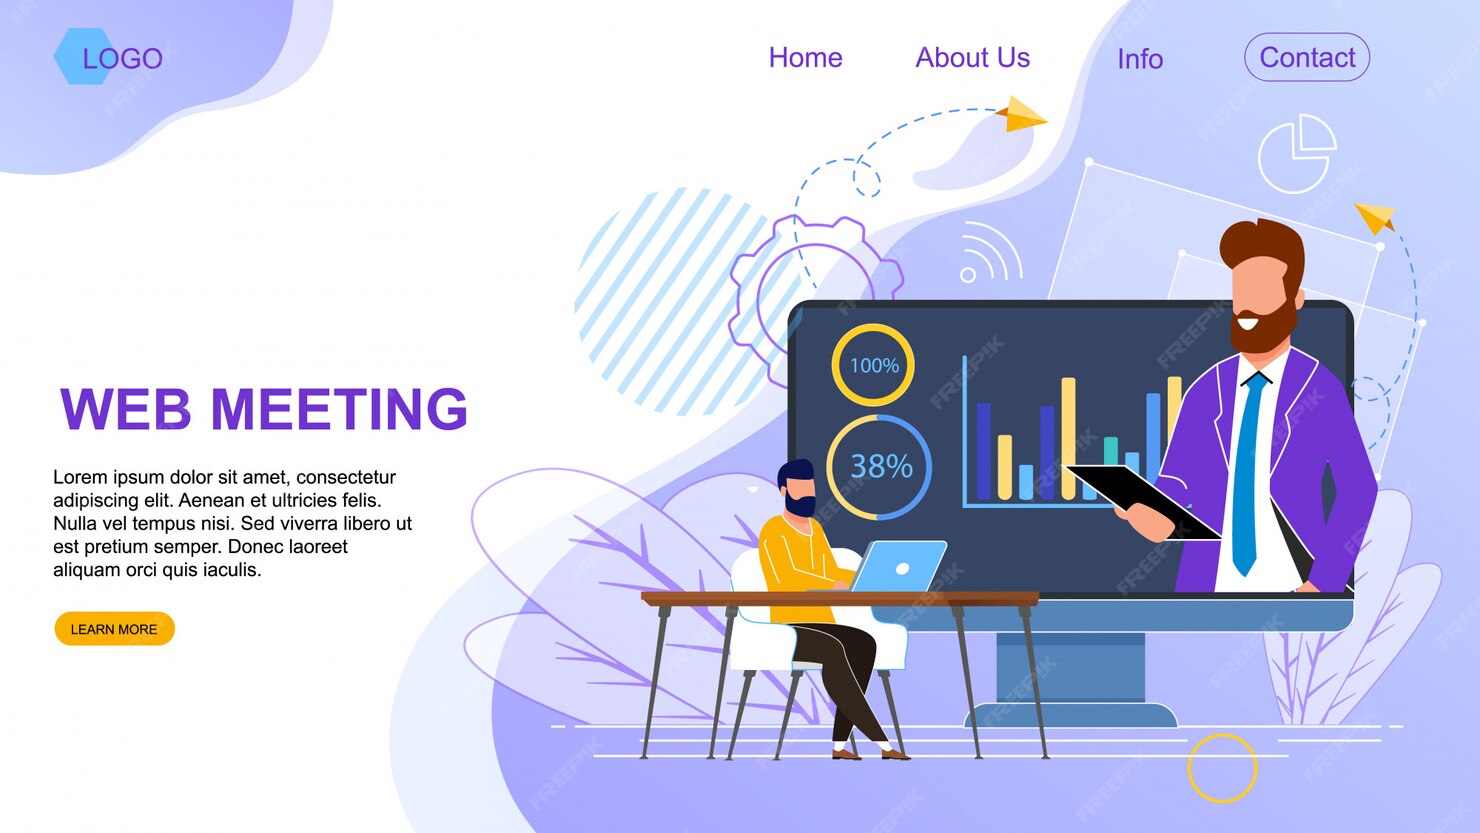 LOGO
Home
About Us
Info
Contact
100%
38%
WEB MEETING
Lorem ipsum dolor sit amet, consectetur
adipiscing elit. Aenean et ultricies felis.
Nulla vel tempus nisi. Sed viverra libero ut
est pretium semper. Donec laoreet
aliquam orci quis iaculis.
LEARN MORE
FREEPIK